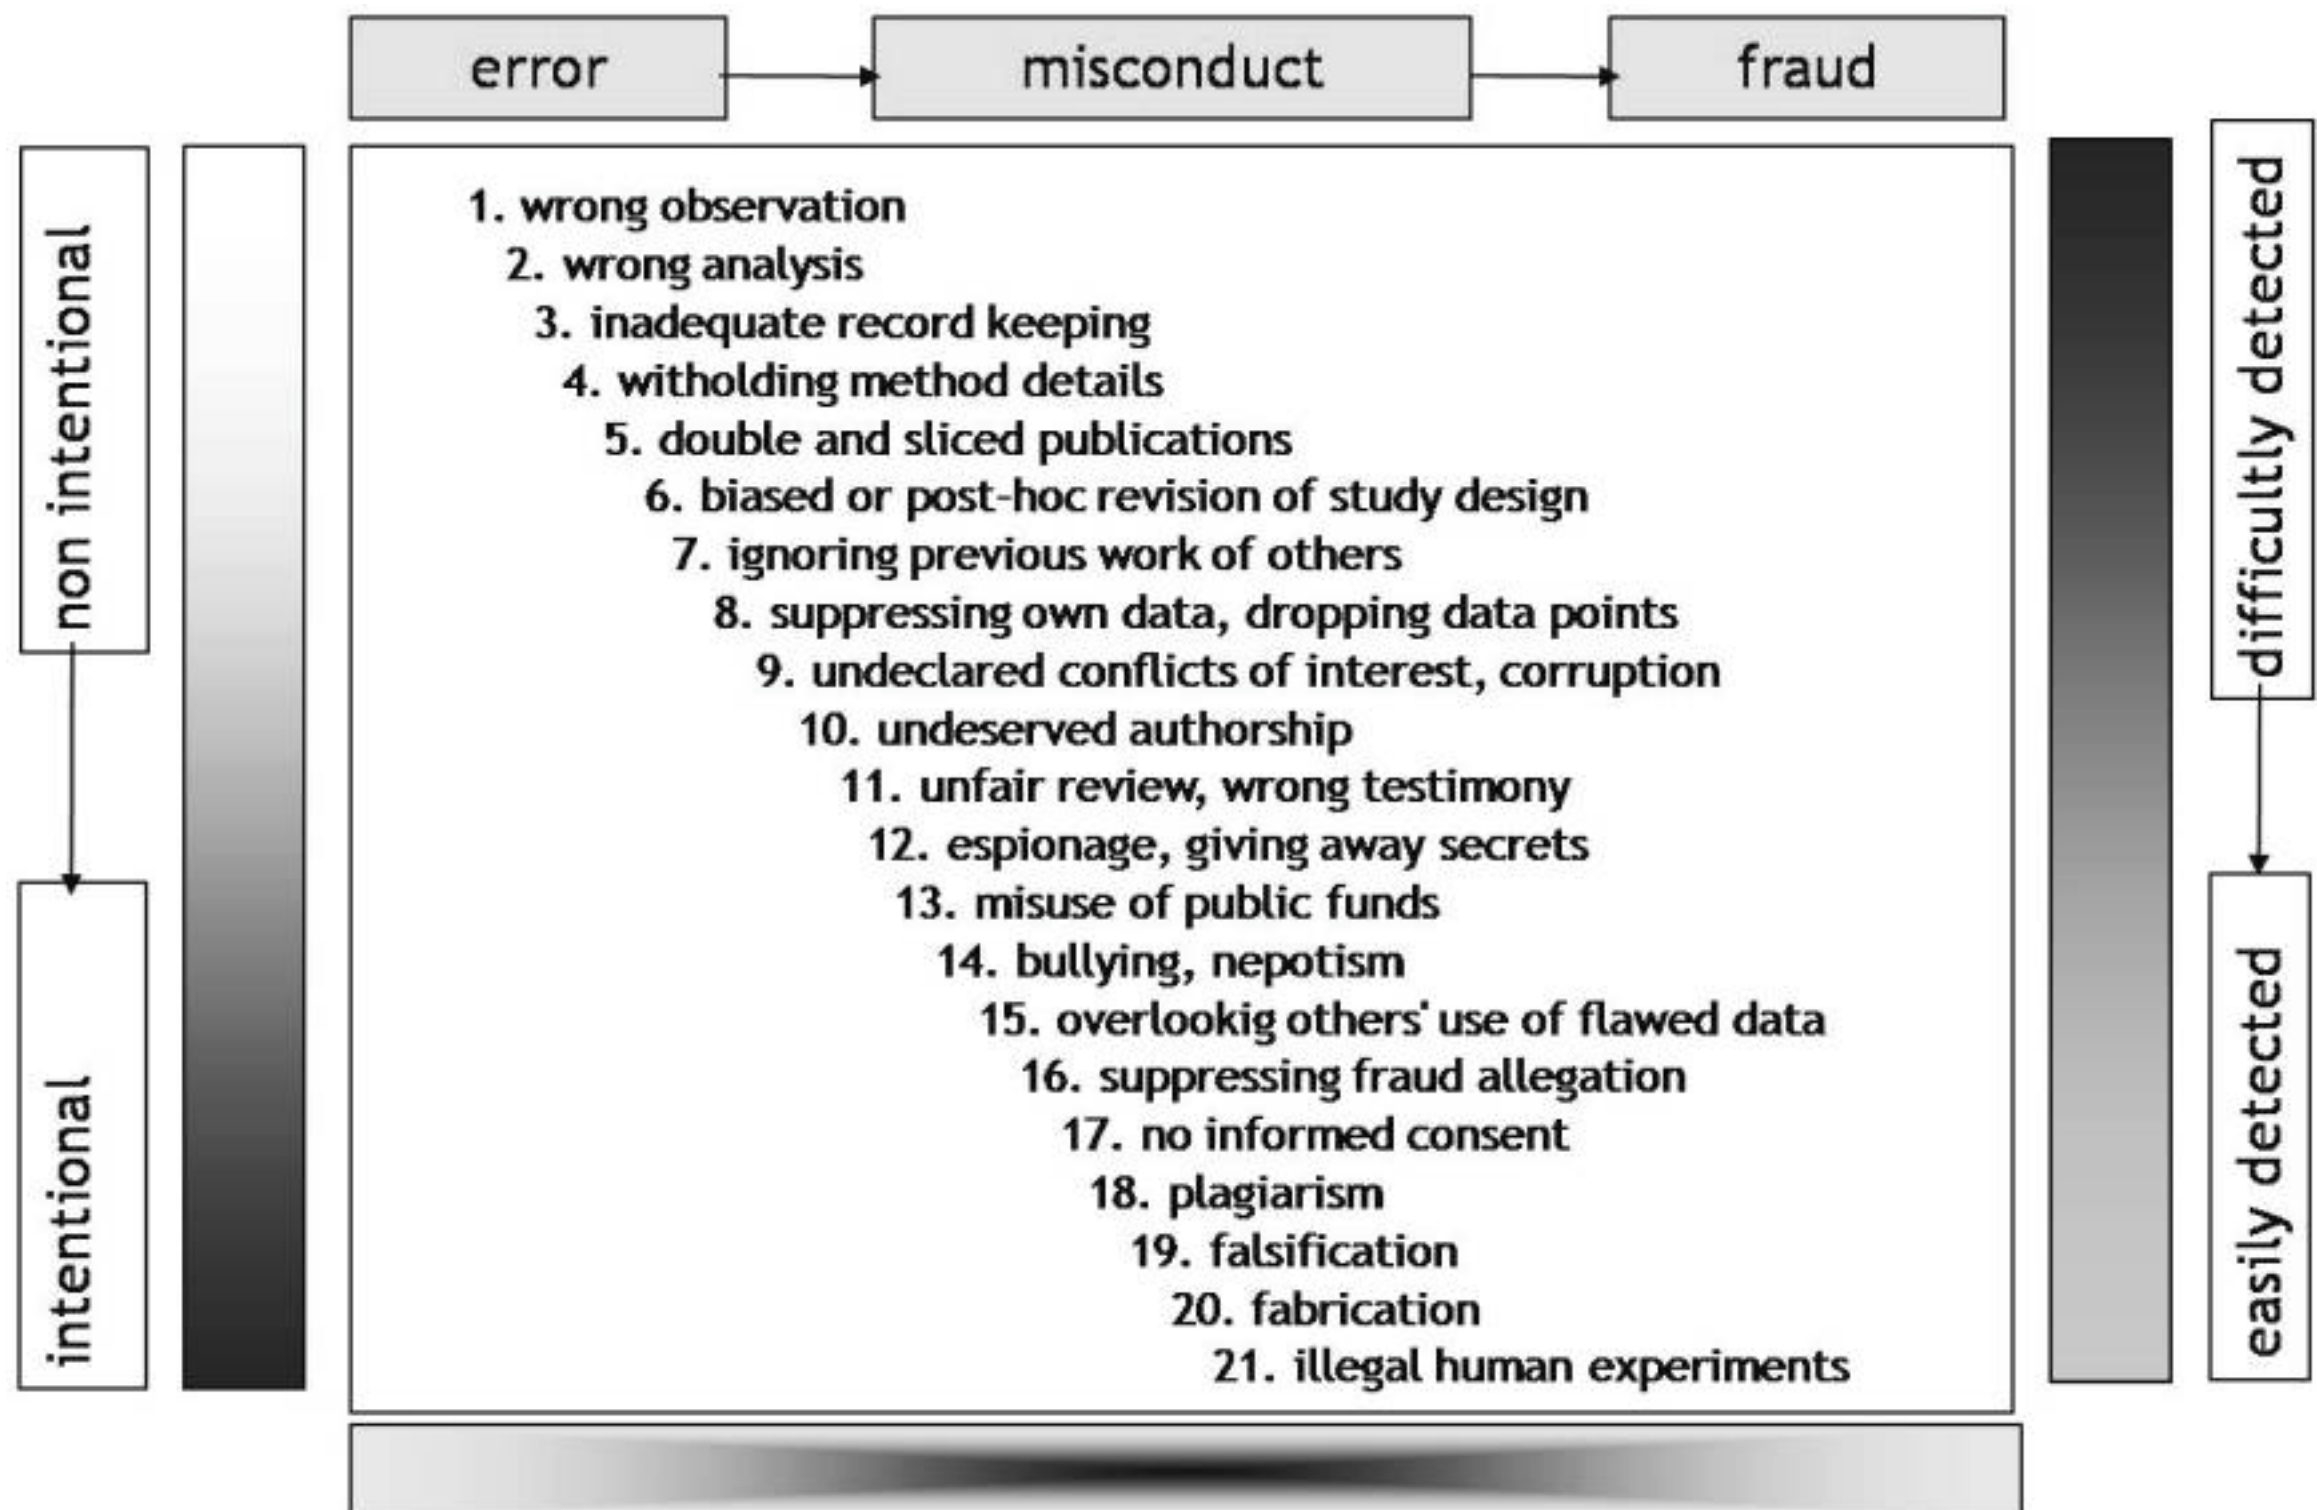 error
misconduct
fraud
non intentional
intentional
1. wrong observation
2. wrong analysis
3. inadequate record keeping
4. witholding method details
5. double and sliced publications
6. biased or post-hoc revision of study design
7. ignoring previous work of others
8. suppressing own data, dropping data points
9. undeclared conflicts of interest, corruption
10. undeserved authorship
11. unfair review, wrong testimony
12. espionage, giving away secrets
13. misuse of public funds
14. bullying, nepotism
15. overlookig others' use of flawed data
16. suppressing fraud allegation
17. no informed consent
18. plagiarism
19. falsification
20. fabrication
21. illegal human experiments
difficultly detected
easily detected